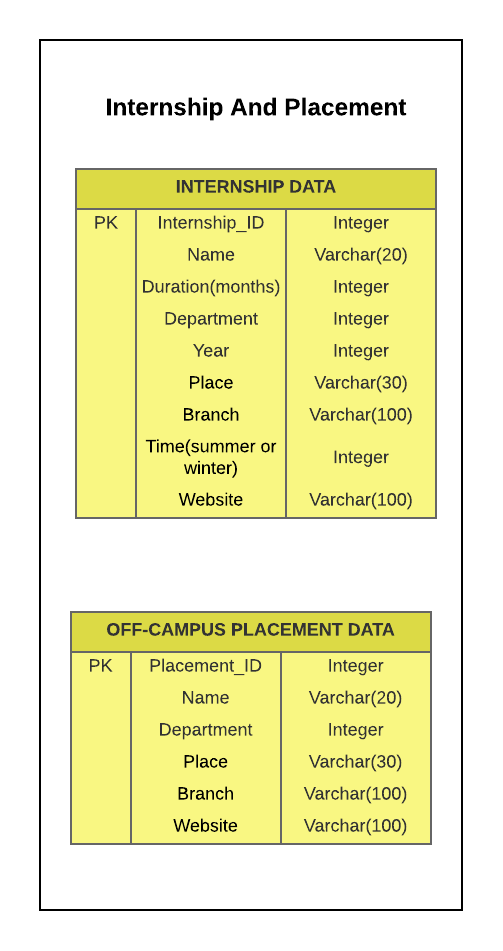 Internship And Placement
INTERNSHIP DATA
PK Internship_ID Integer
Name Varchar(20)
Duration(months) Integer
Department Integer
Year Integer
Place Varchar(30)
Branch Varchar(100)
Time(summer or
winter) Integer
Website Varchar(100)
OFF-CAMPUS PLACEMENT DATA
PK Placement_ID Integer
Name Varchar(20)
Department Integer
Place Varchar(30)
Branch Varchar(100)
Website Varchar(100)